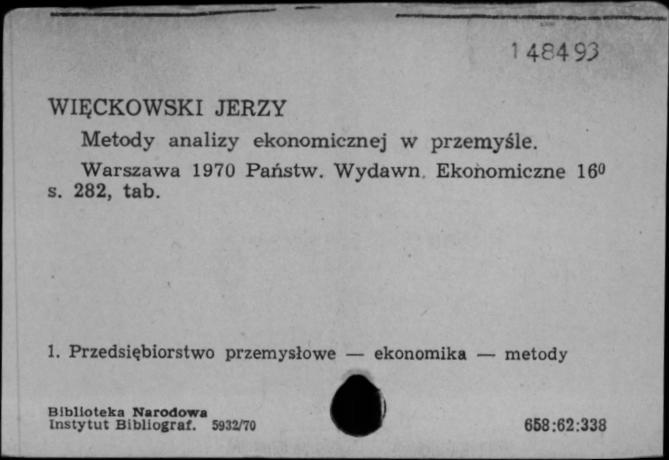 148493
WIĘCKOWSKI JERZY
Metody analizy ekonomicznej w przemyśle.
Warszawa 1970 Państw. Wydawn. Ekonomiczne 16⁰
s. 282, tab.
1. Przedsiębiorstwo przemysłowe — ekonomika — metody
Biblioteka Narodowa
Instytut Bibliograf. 5932/70
658:62:338